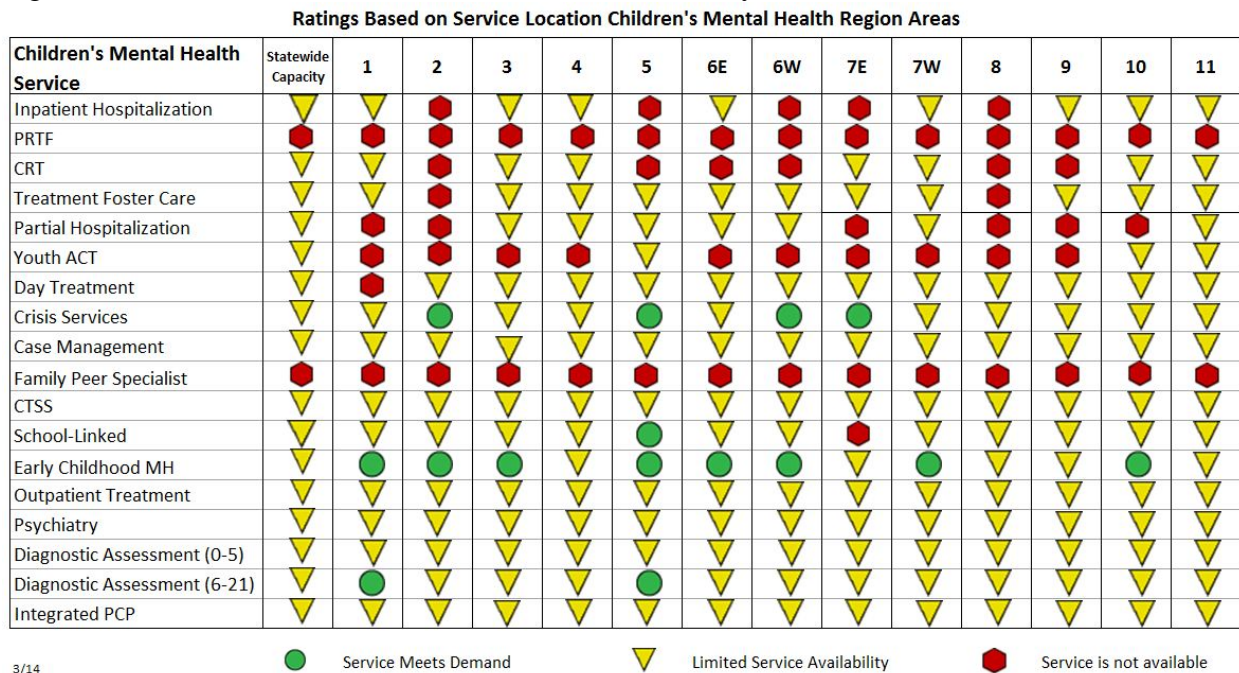 Ratings Based on Service Location Children's Mental Health Region Areas
Children's Mental Health Service Statewide Capacity 1 2 3 4 5 6E 6W 7E 7W 8 9 10 11
Inpatient Hospitalization
PRTF
CRT
Treatment Foster Care
Partial Hospitalization
Youth ACT
Day Treatment
Crisis Services
Case Management
Family Peer Specialist
CTSS
School-Linked
Early Childhood MH
Outpatient Treatment
Psychiatry
Diagnostic Assessment (0-5)
Diagnostic Assessment (6-21)
Integrated PCP
3/14 Service Meets Demand Limited Service Availability Service is not available